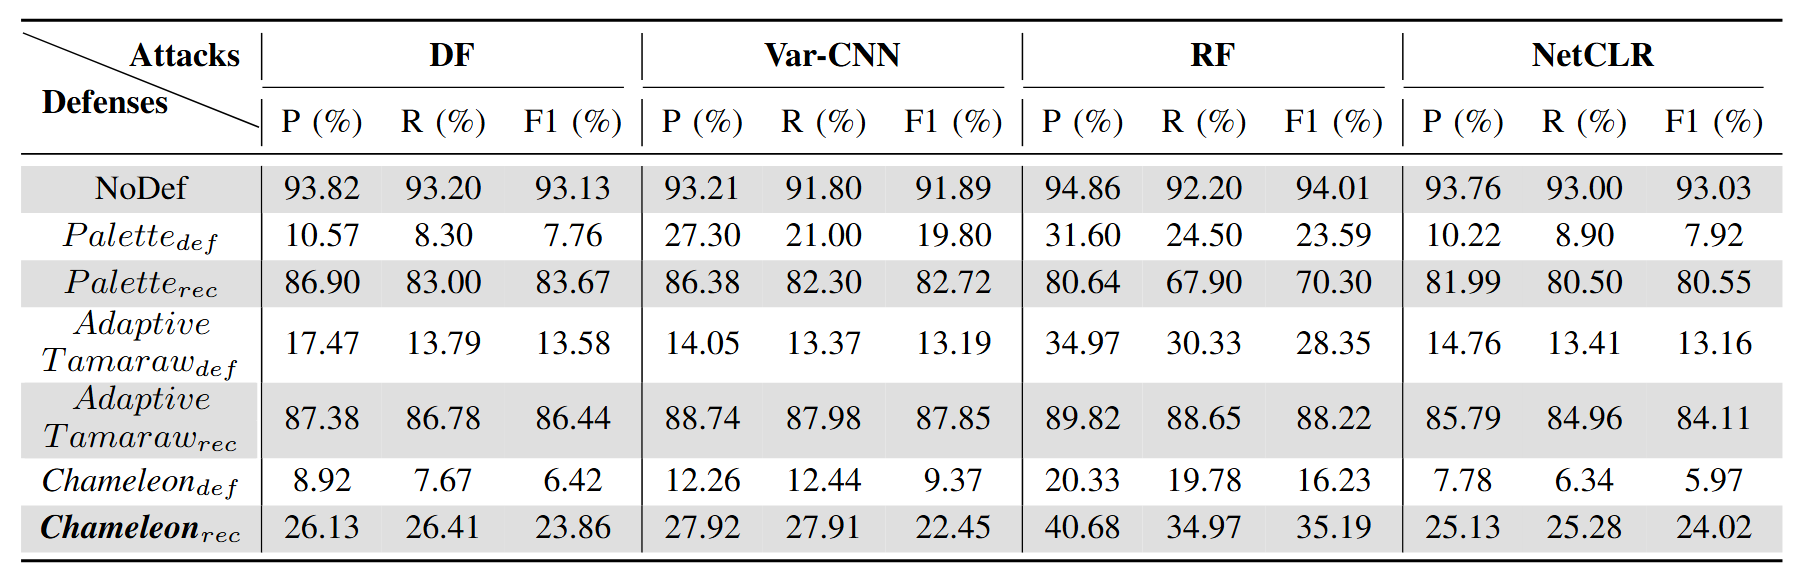 Attacks DF Var-CNN RF NetCLR
Defenses
P (%) R (%) F1 (%) P (%) R (%) F1 (%) P (%) R (%) F1 (%) P (%) R (%) F1 (%)
NoDef 93.82 93.20 93.13 93.21 91.80 91.89 94.86 92.20 94.01 93.76 93.00 93.03
Palette_def 10.57 8.30 7.76 27.30 21.00 19.80 31.60 24.50 23.59 10.22 8.90 7.92
Palette_rec 86.90 83.00 83.67 86.38 82.30 82.72 80.64 67.90 70.30 81.99 80.50 80.55
Adaptive
Tamaraw_def 17.47 13.79 13.58 14.05 13.37 13.19 34.97 30.33 28.35 14.76 13.41 13.16
Adaptive
Tamaraw_rec 87.38 86.78 86.44 88.74 87.98 87.85 89.82 88.65 88.22 85.79 84.96 84.11
Chameleon_def 8.92 7.67 6.42 12.26 12.44 9.37 20.33 19.78 16.23 7.78 6.34 5.97
Chameleon_rec 26.13 26.41 23.86 27.92 27.91 22.45 40.68 34.97 35.19 25.13 25.28 24.02